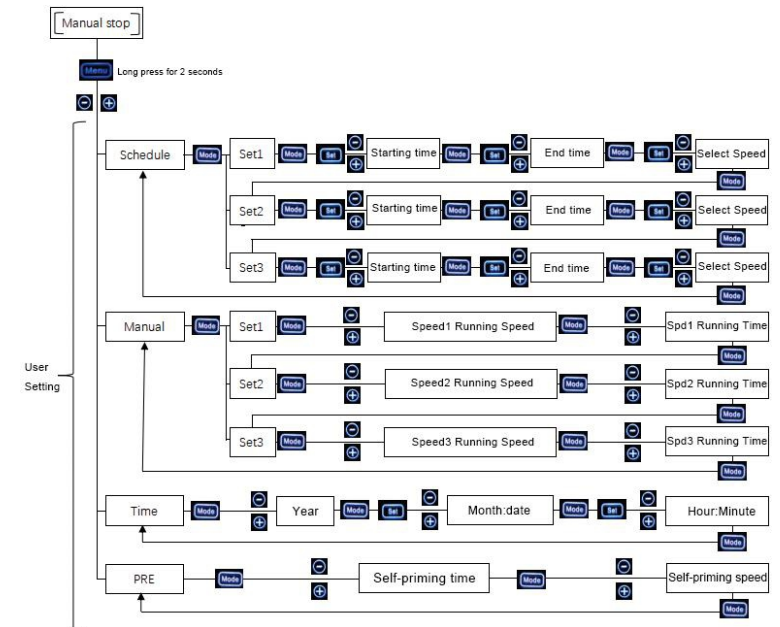 Manual stop
Menu Long press for 2 seconds
Schedule Mode Set1 Mode Set Starting time Mode Set End time Mode Set Select Speed
Mode
Set2 Mode Set Starting time Mode Set End time Mode Set Select Speed
Mode
Set3 Mode Set Starting time Mode Set End time Mode Set Select Speed
Mode
Manual Mode Set1 Mode Speed1 Running Speed Mode Spd1 Running Time
Mode
User
Setting
Set2 Mode Speed2 Running Speed Mode Spd2 Running Time
Mode
Set3 Mode Speed3 Running Speed Mode Spd3 Running Time
Mode
Time Mode Year Mode Set Month:date Mode Set Hour:Minute
Mode
PRE Mode Self-priming time Mode Self-priming speed
Mode